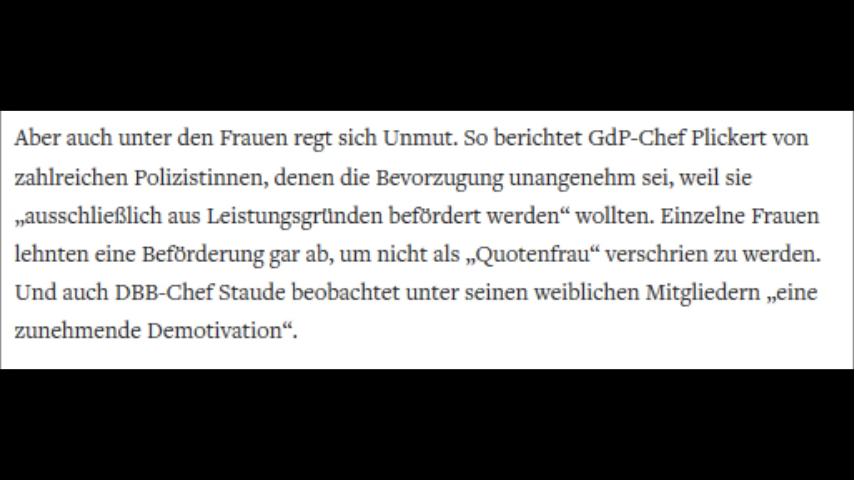 Aber auch unter den Frauen regt sich Unmut. So berichtet GdP-Chef Plickert von
zahlreichen Polizistinnen, denen die Bevorzugung unangenehm sei, weil sie
„ausschließlich aus Leistungsgründen befördert werden“ wollten. Einzelne Frauen
lehnten eine Beförderung gar ab, um nicht als „Quotenfrau“ verschrien zu werden.
Und auch DBB-Chef Staude beobachtet unter seinen weiblichen Mitgliedern „eine
zunehmende Demotivation“.